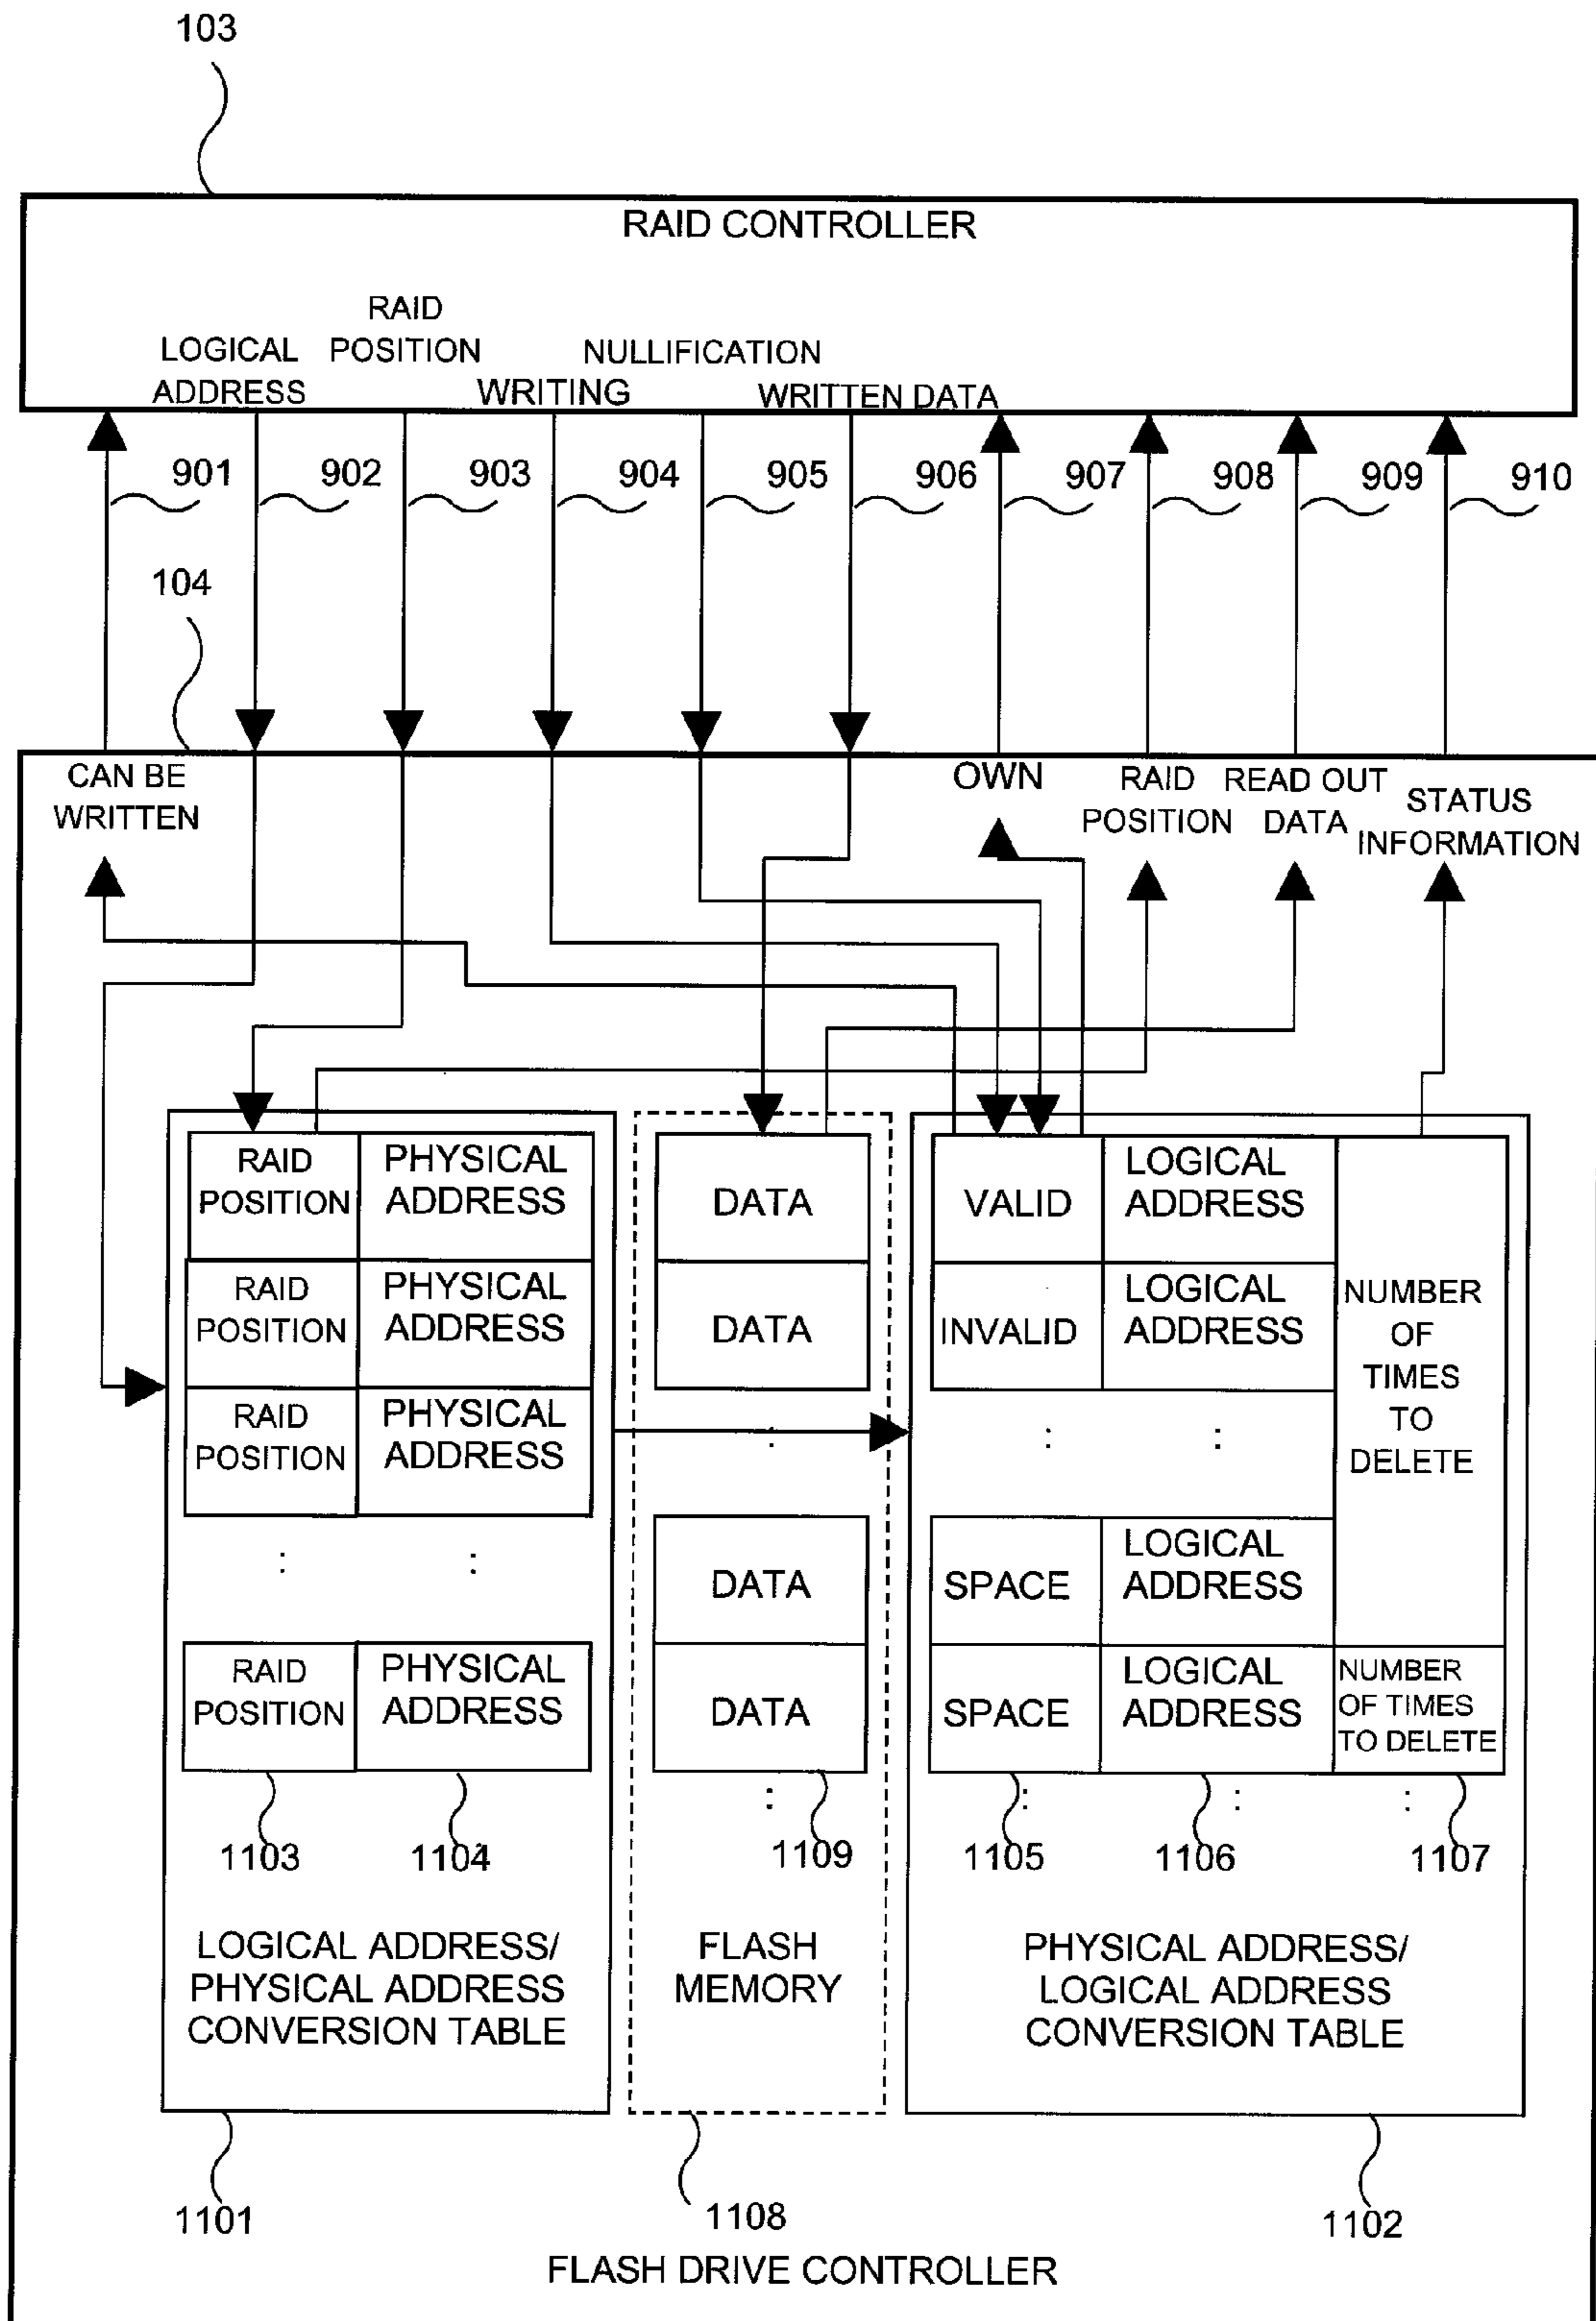 103
RAID CONTROLLER
LOGICAL
ADDRESS
RAID
POSITION
WRITING
NULLIFICATION
WRITTEN DATA
901
902
903
904
905
906
907
908
909
910
104
CAN BE
WRITTEN
OWN
RAID
POSITION
READ OUT
DATA
STATUS
INFORMATION
RAID
POSITION
PHYSICAL
ADDRESS
RAID
POSITION
PHYSICAL
ADDRESS
RAID
POSITION
PHYSICAL
ADDRESS
:
:
RAID
POSITION
PHYSICAL
ADDRESS
1103
1104
LOGICAL ADDRESS/
PHYSICAL ADDRESS
CONVERSION TABLE
1101
DATA
DATA
:
DATA
DATA
:
1109
FLASH
MEMORY
1108
VALID
LOGICAL
ADDRESS
INVALID
LOGICAL
ADDRESS
:
:
SPACE
LOGICAL
ADDRESS
SPACE
LOGICAL
ADDRESS
NUMBER
OF
TIMES
TO
DELETE
NUMBER
OF TIMES
TO DELETE
:
:
:
1105
1106
1107
PHYSICAL ADDRESS/
LOGICAL ADDRESS
CONVERSION TABLE
1102
FLASH DRIVE CONTROLLER